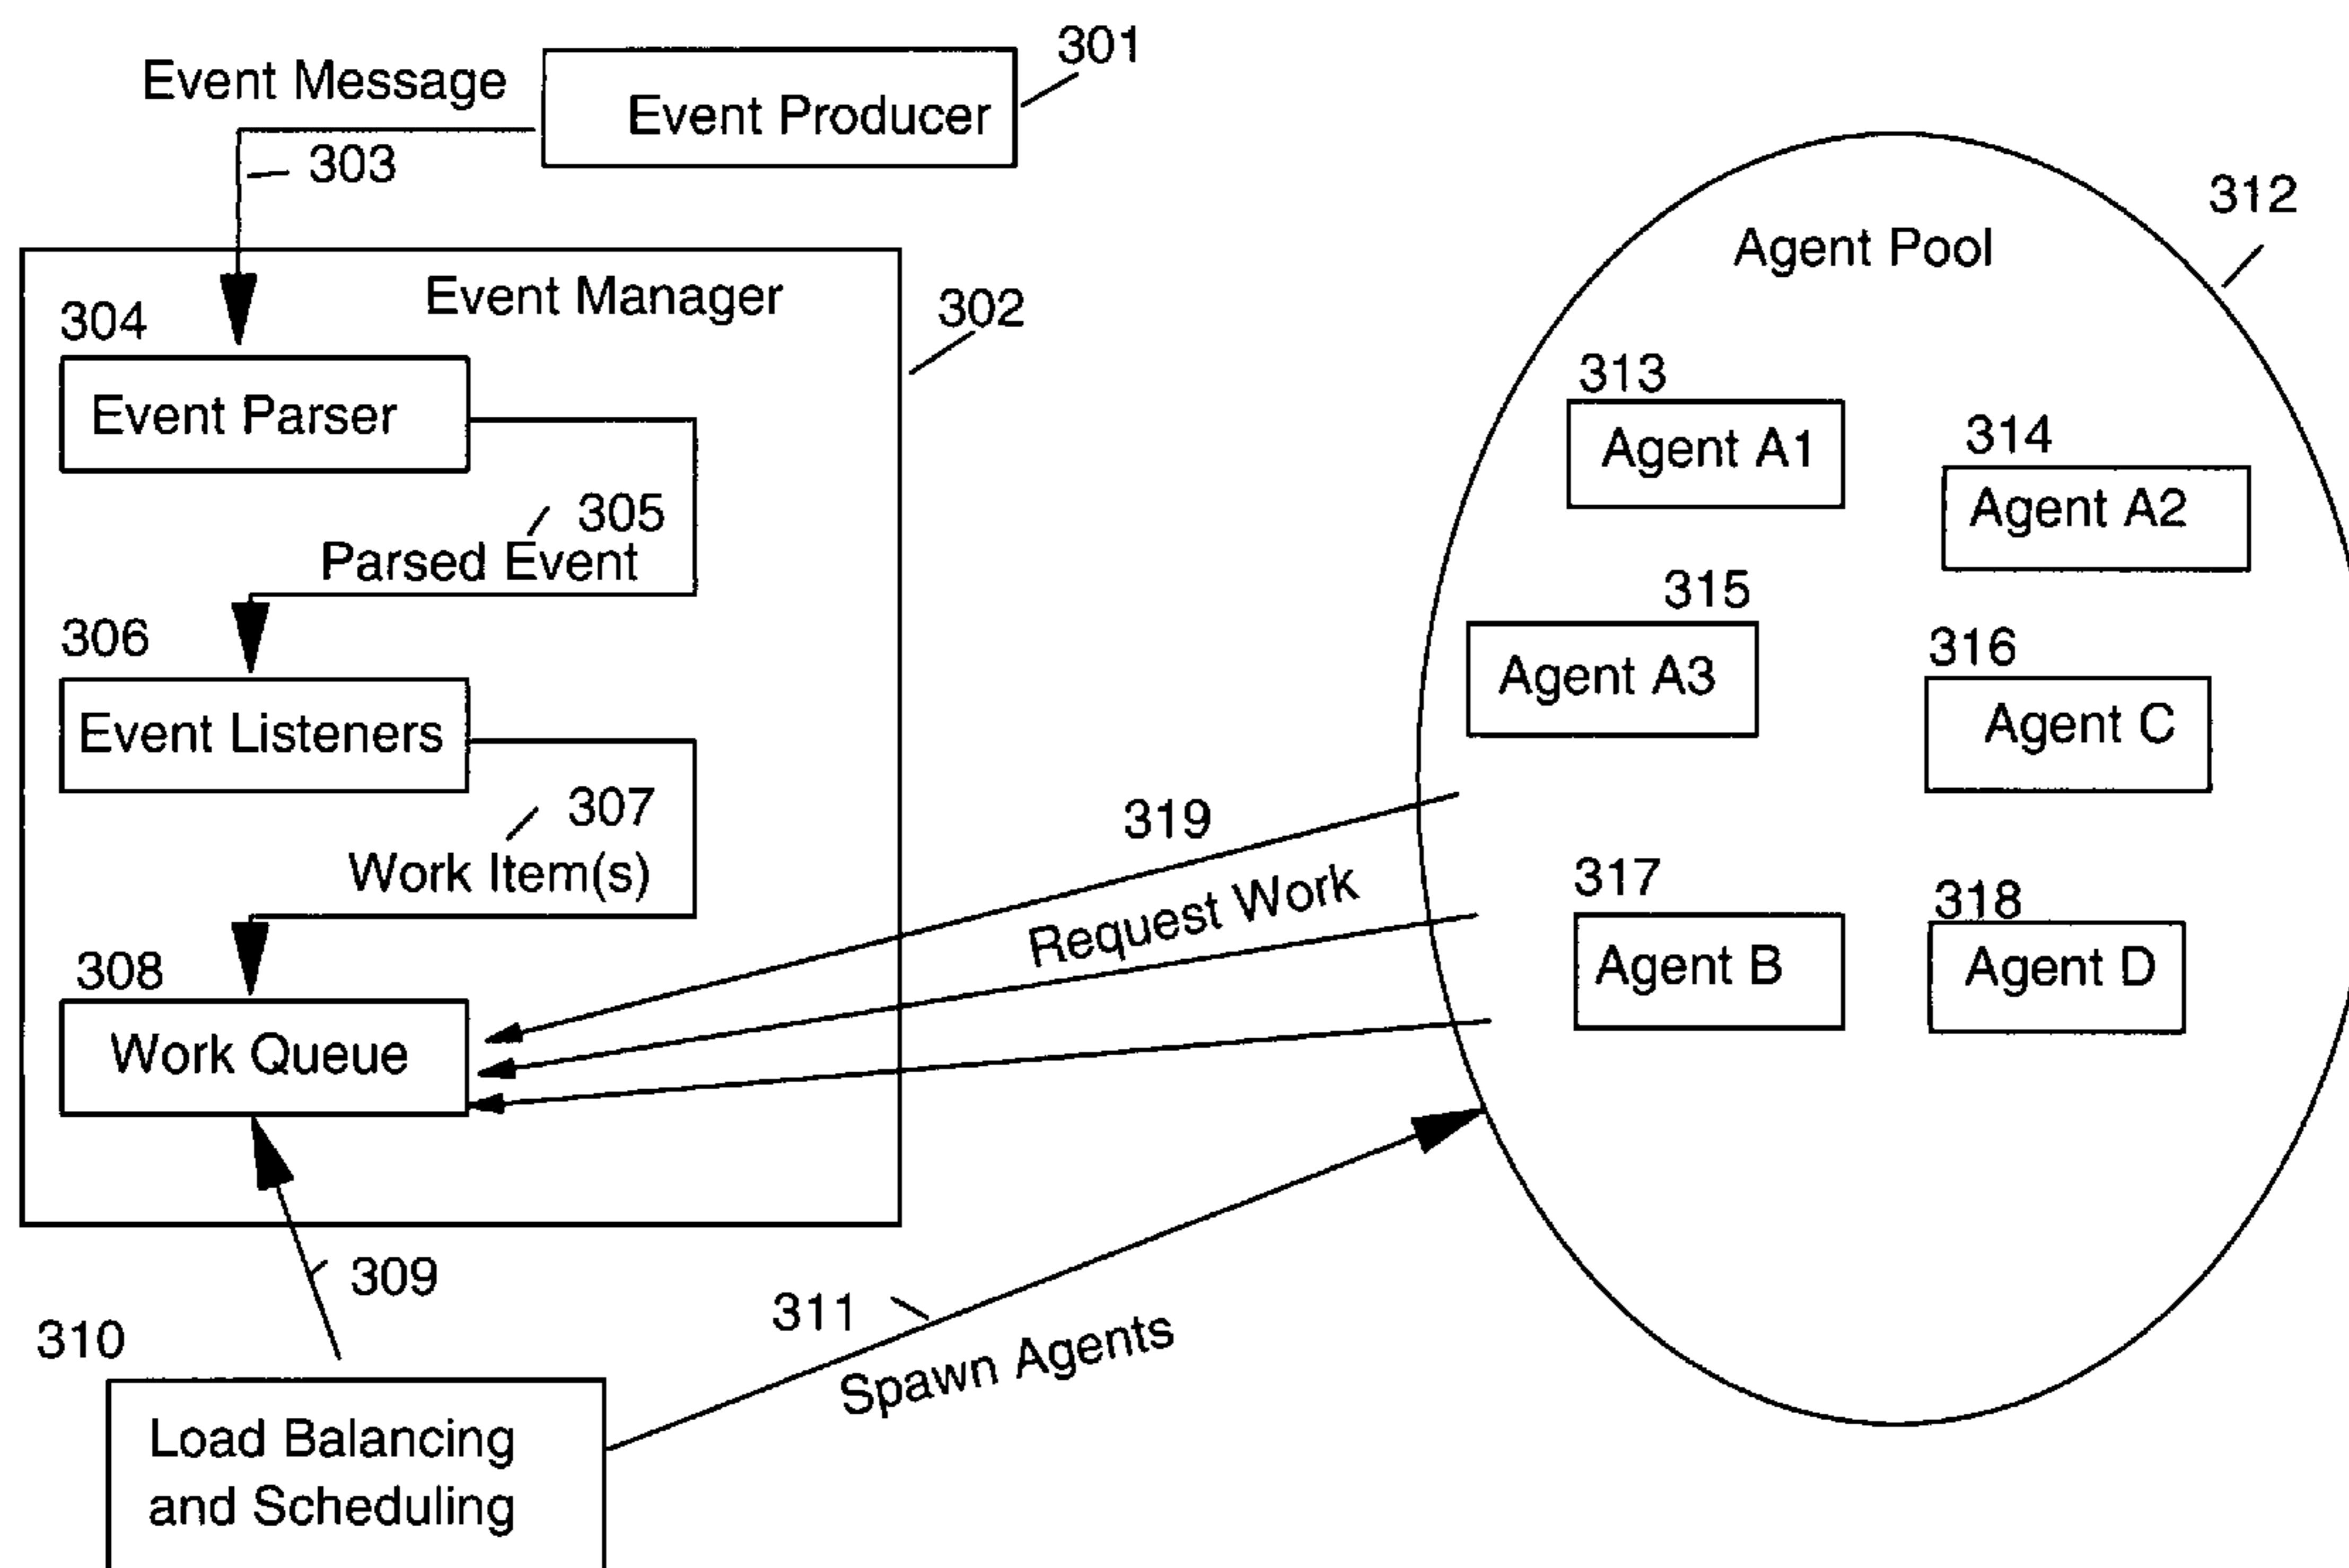 301
Event Message
Event Producer
303
312
Agent Pool
Event Manager
302
304
Event Parser
313
Agent A1
314
Agent A2
305
Parsed Event
315
Agent A3
306
Event Listeners
316
Agent C
307
Work Item(s)
319
Request Work
317
Agent B
318
Agent D
308
Work Queue
309
311
Spawn Agents
310
Load Balancing
and Scheduling